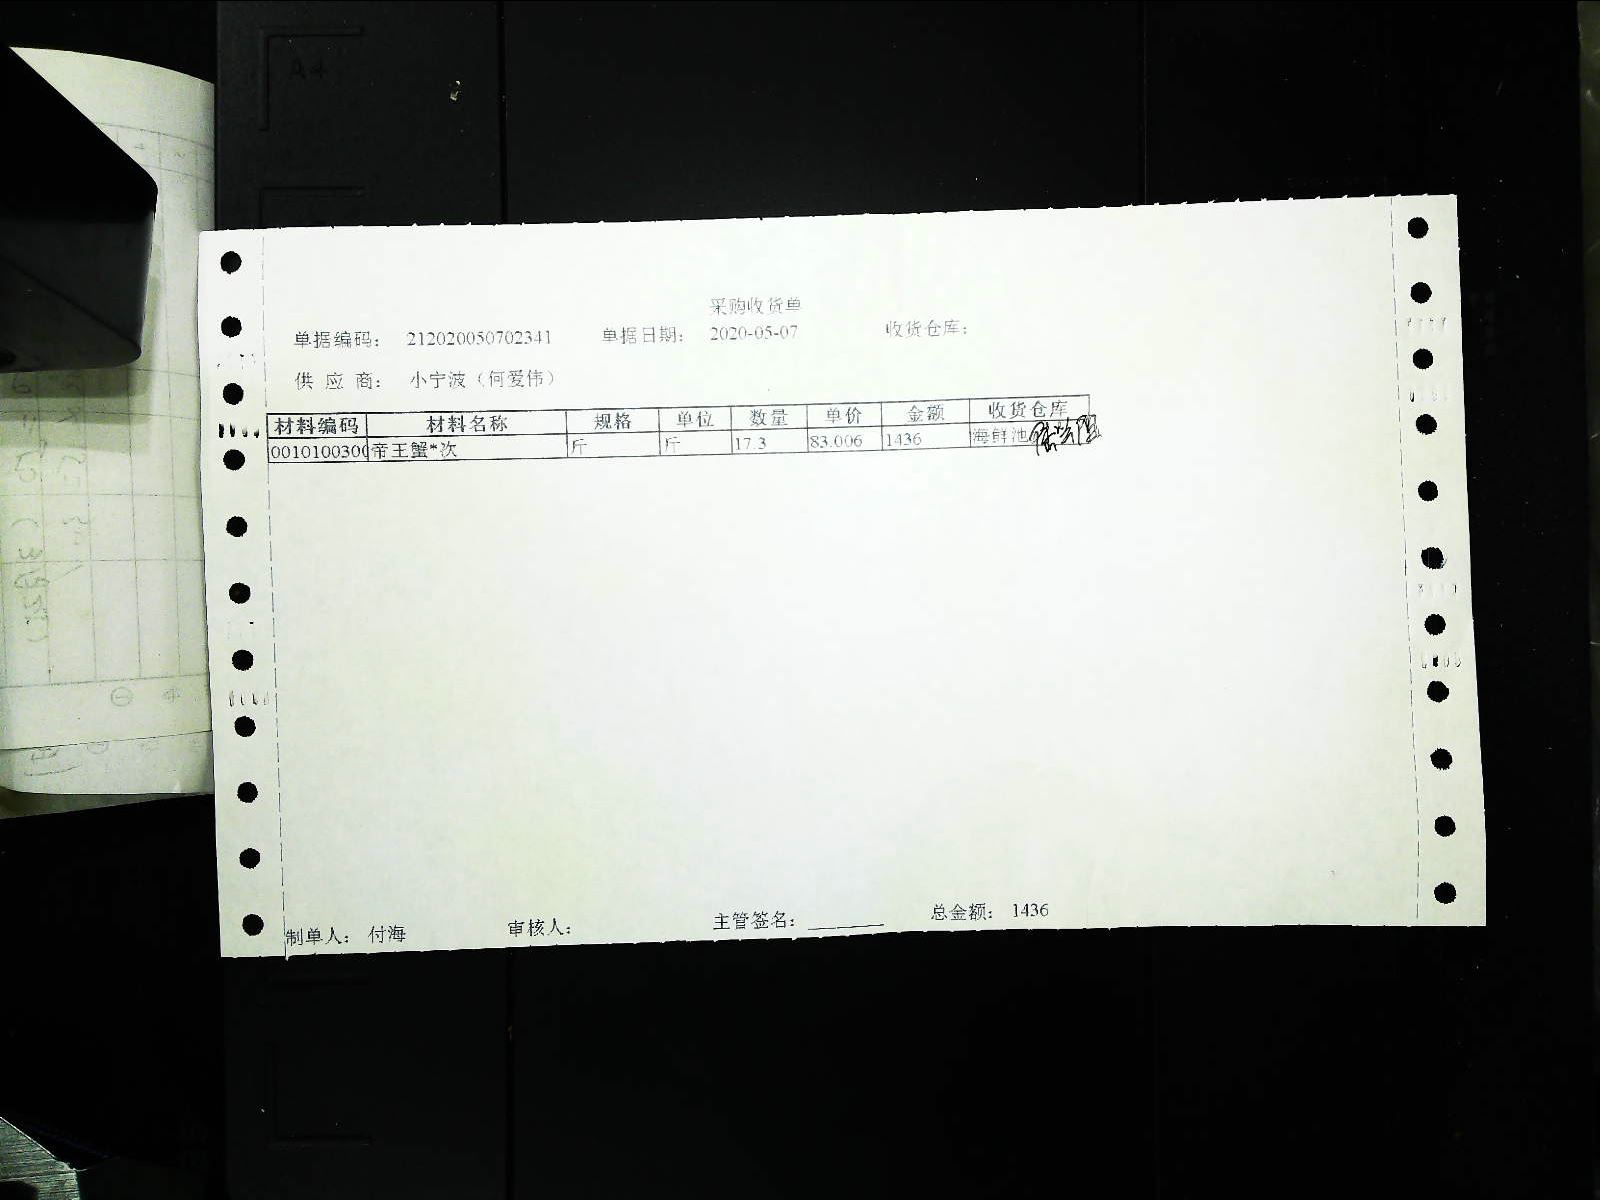 采购收货单
单据编码： 212020050702341 单据日期： 2020-05-07 收货仓库：
供 应 商： 小宁波（何爱伟）
材料编码 材料名称 规格 单位 数量 单价 金额 收货仓库
0010100300 帝王蟹*次 斤 斤 17.3 83.006 1436 海鲜池
制单人： 付海 审核人： 主管签名： 总金额： 1436
A4